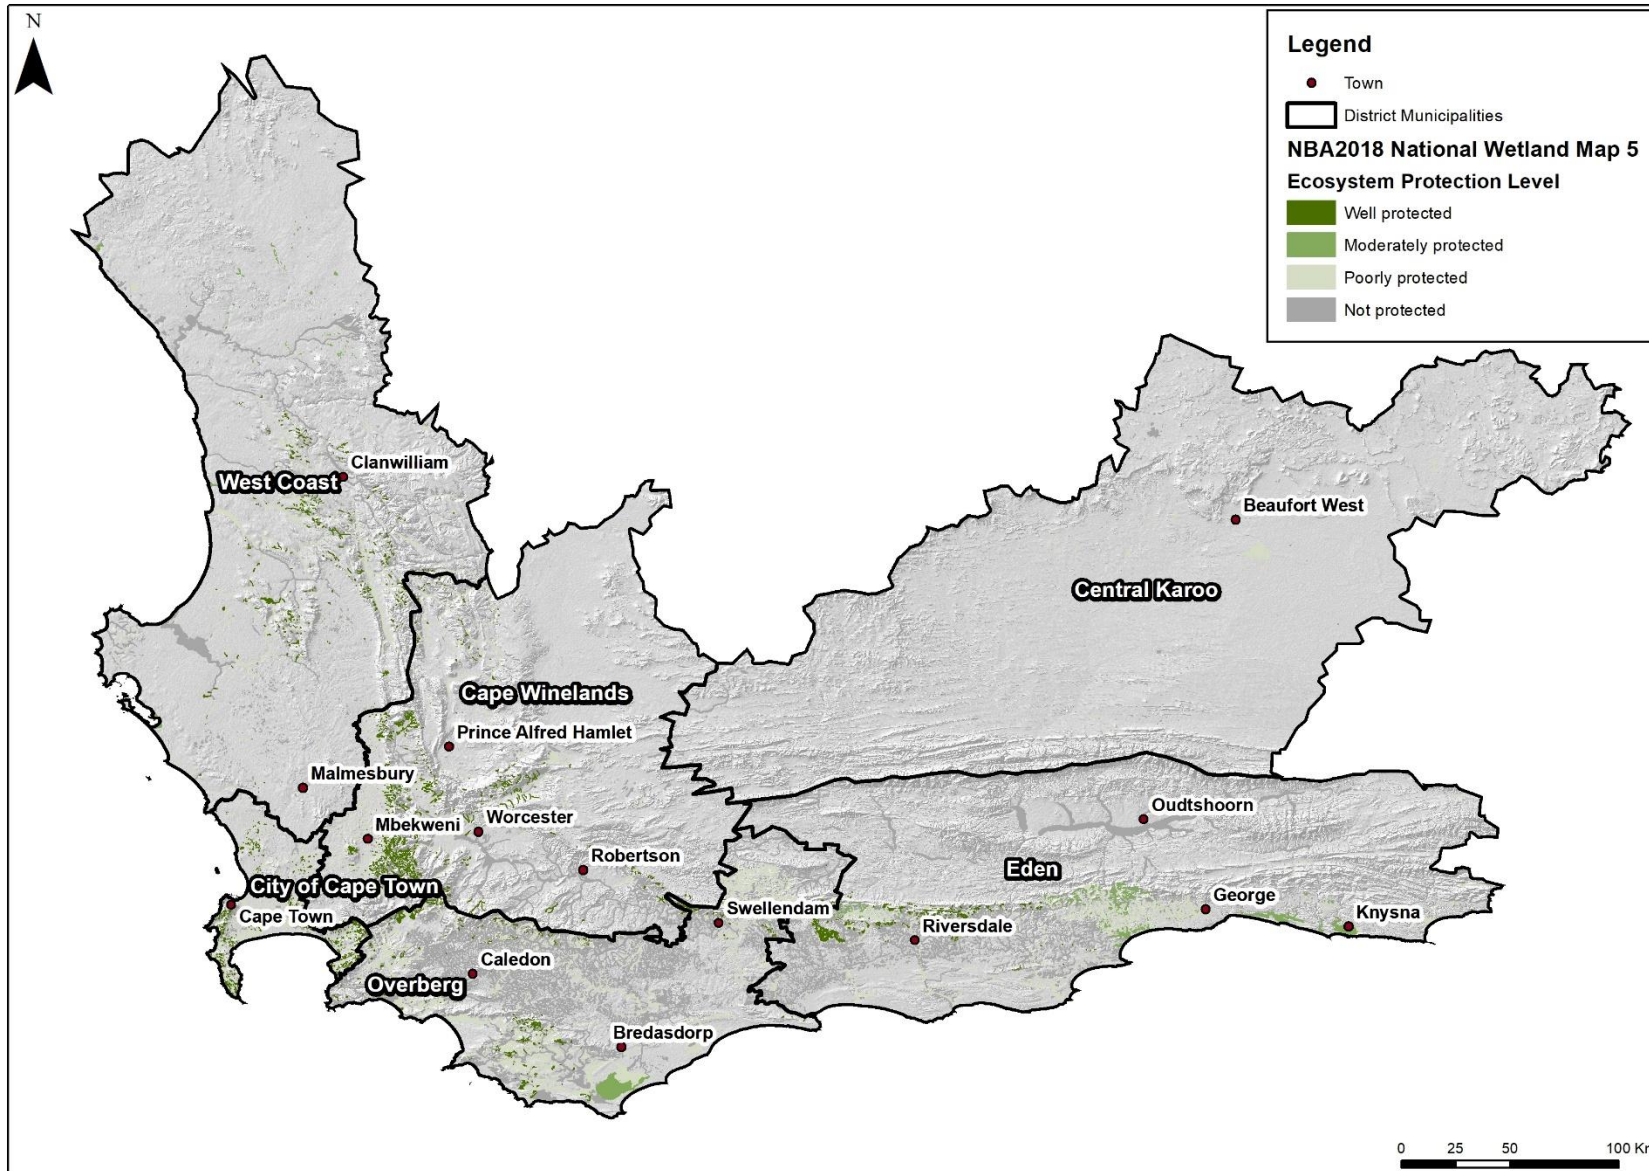 N
Legend
Town
District Municipalities
NBA2018 National Wetland Map 5
Ecosystem Protection Level
Well protected
Moderately protected
Poorly protected
Not protected
Clanwilliam
West Coast
Beaufort West
Central Karoo
Cape Winelands
Prince Alfred Hamlet
Malmesbury
Oudtshoorn
Mbekweni
Worcester
Robertson
Eden
City of Cape Town
George
Cape Town
Swellendam
Riversdale
Knysna
Caledon
Overberg
Bredasdorp
0 25 50 100 Km